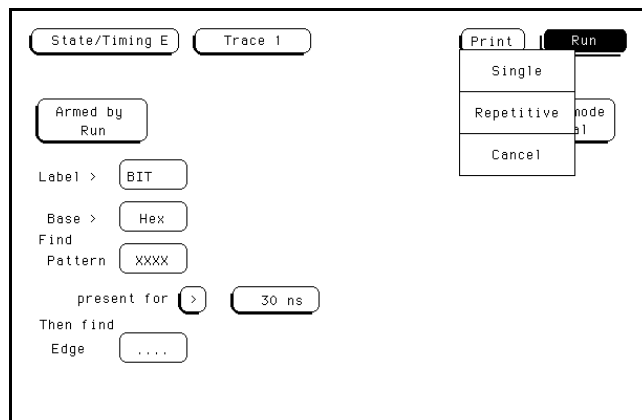 State/Timing E Trace 1 Print Run
Single
Armed by
Run
Repetitive
Cancel
Label > BIT
Base > Hex
Find
Pattern XXXX
present for > 30 ns
Then find
Edge ....